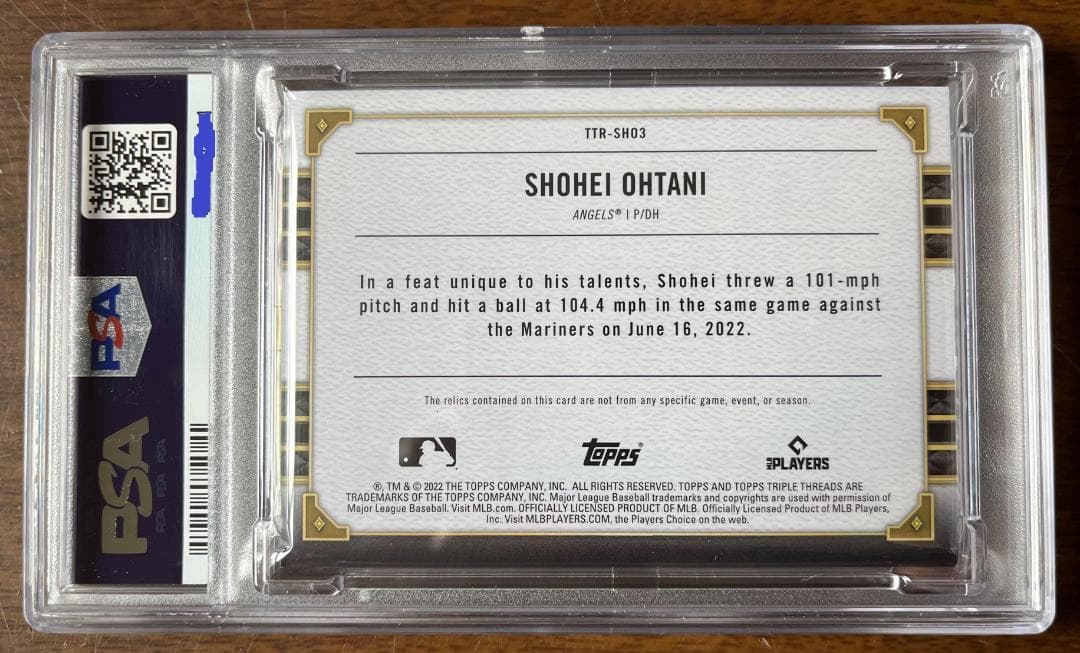 TTR-SHO3
SHOHEI OHTANI
ANGELS® | P/DH
In a feat unique to his talents, Shohei threw a 101-mph
pitch and hit a ball at 104.4 mph in the same game against
the Mariners on June 16, 2022.
The relics contained on this card are not from any specific game, event, or season.
Topps®
MLB PLAYERS
®, TM & © 2022 THE TOPPS COMPANY, INC. ALL RIGHTS RESERVED. TOPPS AND TOPPS TRIPLE THREADS ARE
TRADEMARKS OF THE TOPPS COMPANY, INC. Major League Baseball trademarks and copyrights are used with permission of
Major League Baseball. Visit MLB.com. OFFICIALLY LICENSED PRODUCT OF MLB. Officially Licensed Product of MLB Players,
Inc. Visit MLBPLAYERS.COM, the Players Choice on the web.
PSA
PSA
PSA PSA PSA